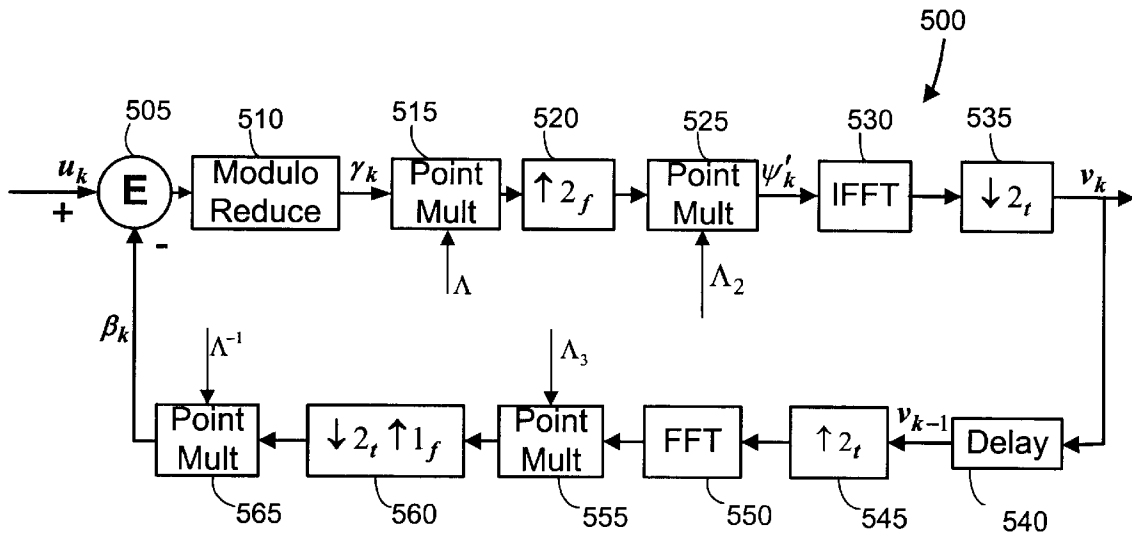 500
505
510
515
520
525
530
535
u_k
+
E
-
Modulo
Reduce
γ_k
Point
Mult
↑ 2_f
Point
Mult
ψ'_k
IFFT
↓ 2_t
v_k
Λ
Λ_2
β_k
Λ^{-1}
Λ_3
Point
Mult
↓ 2_t ↑ 1_f
Point
Mult
FFT
↑ 2_t
v_{k-1}
Delay
565
560
555
550
545
540